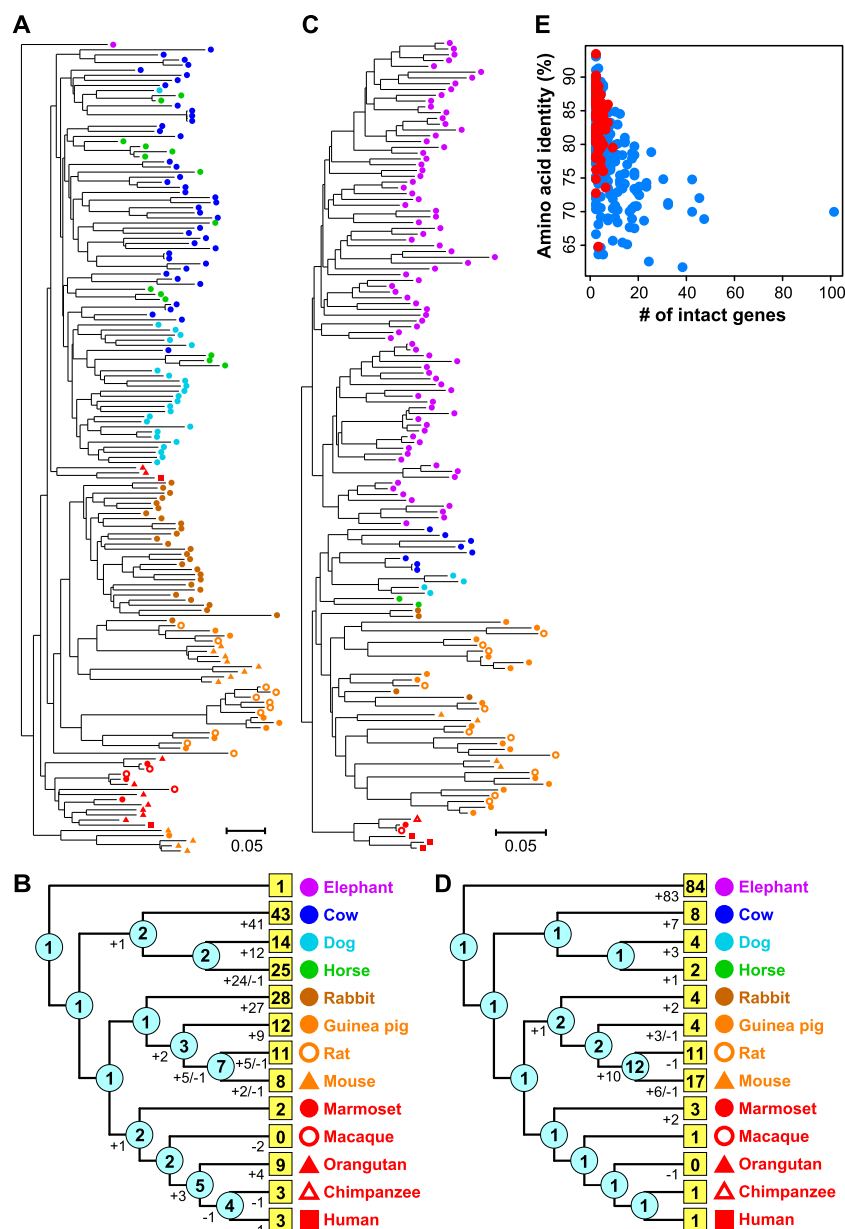 A
C
E
Amino acid identity (%)
90
85
80
75
70
65
0 20 40 60 80 100
# of intact genes
0.05
0.05
B
1 Elephant
+41 43 Cow
+12 14 Dog
+24/-1 25 Horse
+27 28 Rabbit
+9 12 Guinea pig
+5/-1 11 Rat
+2/-1 8 Mouse
2 Marmoset
-2 0 Macaque
+4 9 Orangutan
-1 3 Chimpanzee
3 Human
1
1
+1 2
2
1
1
+2 3
+5/-1 7
+1 2
2
+3 5
-1 4
D
+83 84
+7 8
+3 4
+1 2
+2 4
+3/-1 4
-1 11
+6/-1 17
+2 3
1
-1 0
1
1
1
1
1
1
1
+1 2
2
+10 12
1
1
1
1